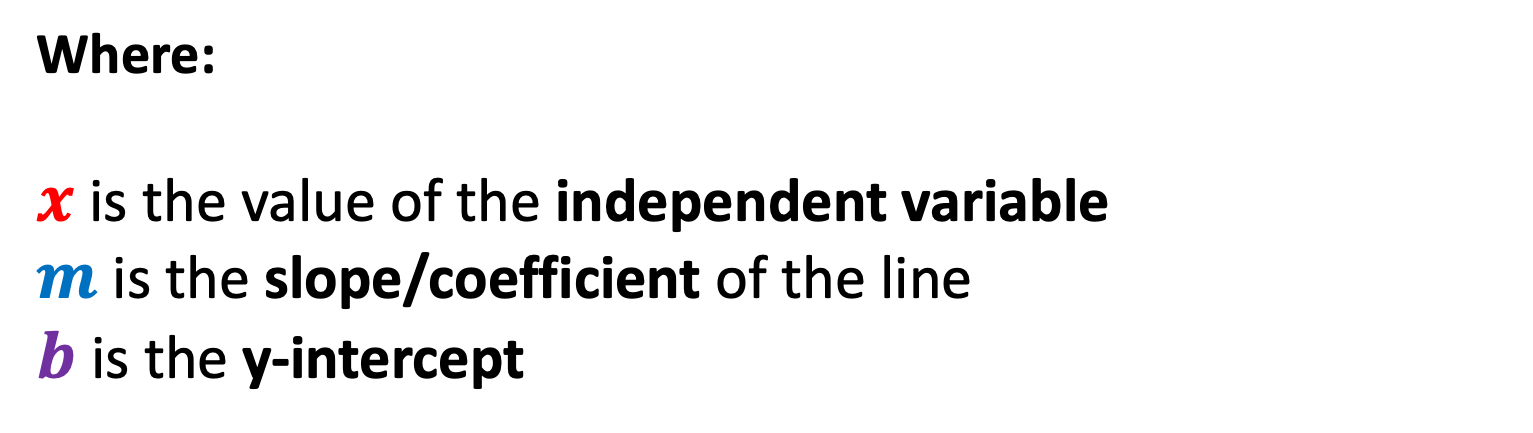 Where:
x is the value of the independent variable
m is the slope/coefficient of the line
b is the y-intercept